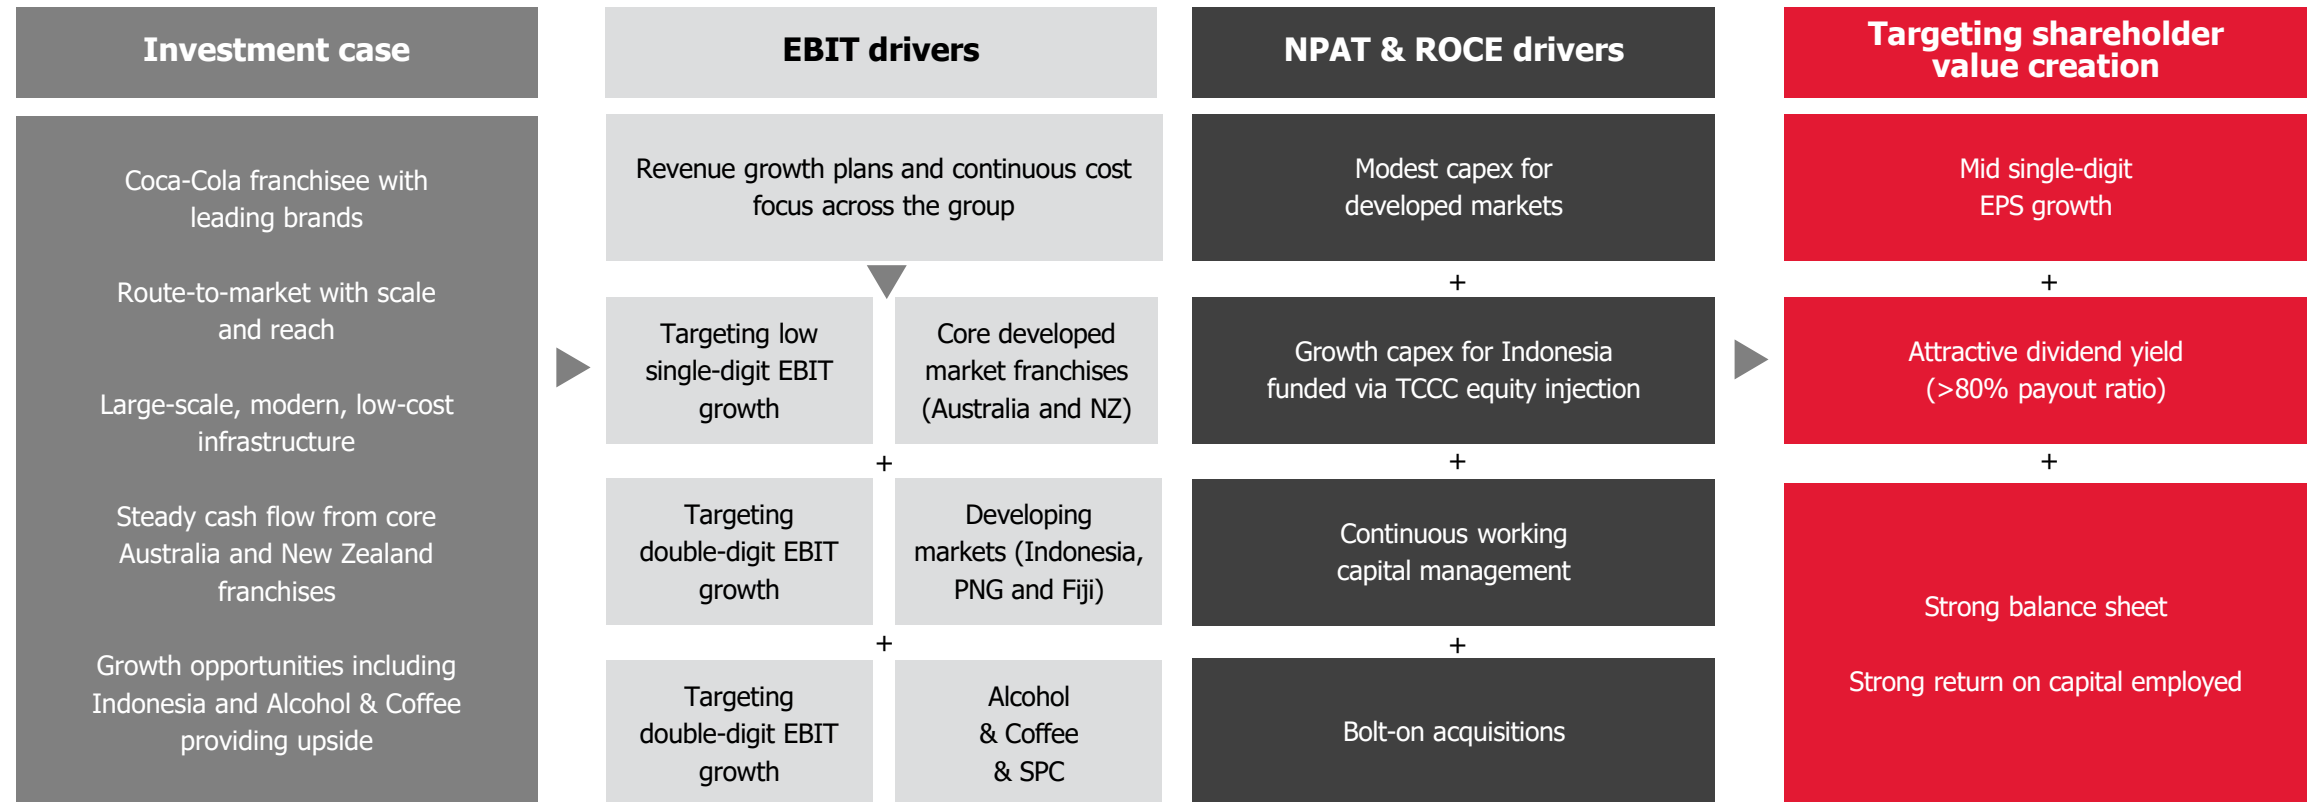 Investment case
Coca-Cola franchisee with
leading brands
Route-to-market with scale
and reach
Large-scale, modern, low-cost
infrastructure
Steady cash flow from core
Australia and New Zealand
franchises
Growth opportunities including
Indonesia and Alcohol & Coffee
providing upside
EBIT drivers
Revenue growth plans and continuous cost
focus across the group
Targeting low
single-digit EBIT
growth
Core developed
market franchises
(Australia and NZ)
+
Targeting
double-digit EBIT
growth
Developing
markets (Indonesia,
PNG and Fiji)
+
Targeting
double-digit EBIT
growth
Alcohol
& Coffee
& SPC
NPAT & ROCE drivers
Modest capex for
developed markets
+
Growth capex for Indonesia
funded via TCCC equity injection
+
Continuous working
capital management
+
Bolt-on acquisitions
Targeting shareholder
value creation
Mid single-digit
EPS growth
+
Attractive dividend yield
(>80% payout ratio)
+
Strong balance sheet
Strong return on capital employed